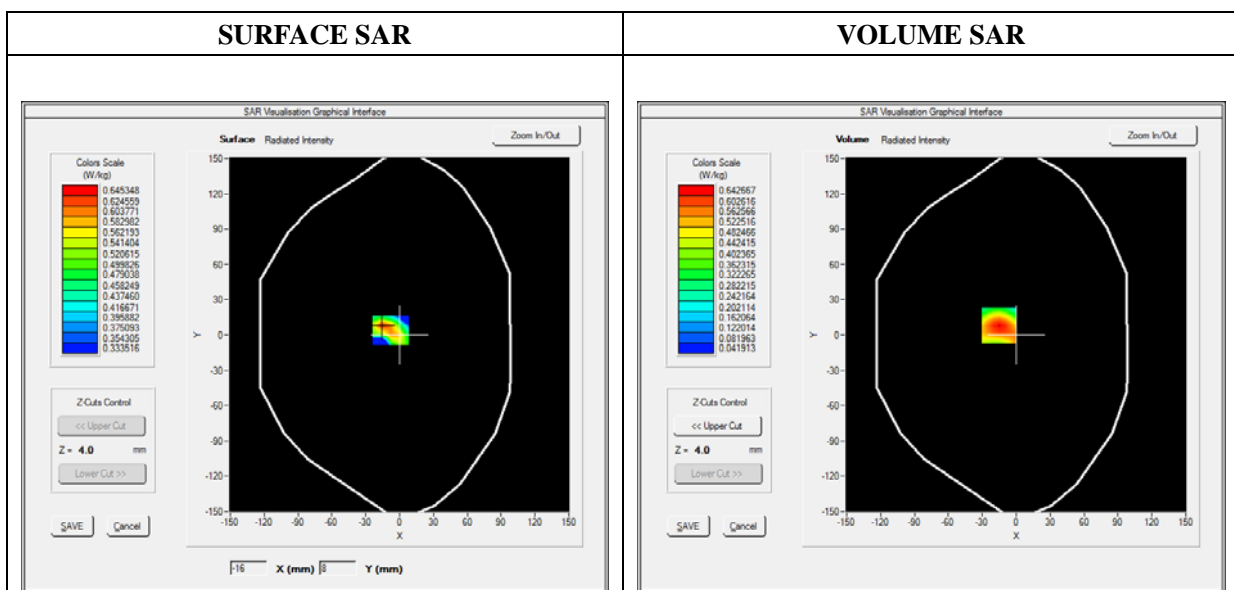 SURFACE SAR
VOLUME SAR
SAR Visualisation Graphical Interface
Surface Radiated Intensity
Zoom In/Out
Colors Scale
(W/kg)
0.645348
0.624559
0.603771
0.582982
0.562193
0.541404
0.520615
0.499826
0.479038
0.458249
0.437460
0.416671
0.395882
0.375093
0.354305
0.333516
Z-Cuts Control
<< Upper Cut
Z = 4.0 mm
Lower Cut >>
SAVE Cancel
150
120
90
60
30
0
-30
-60
-90
-120
-150
Y
-150 -120 -90 -60 -30 0 30 60 90 120 150
X
-16 X (mm) 8 Y (mm)
SAR Visualisation Graphical Interface
Volume Radiated Intensity
Zoom In/Out
Colors Scale
(W/kg)
0.642667
0.602616
0.562566
0.522516
0.482466
0.442415
0.402365
0.362315
0.322265
0.282215
0.242164
0.202114
0.162064
0.122014
0.081963
0.041913
Z-Cuts Control
<< Upper Cut
Z = 4.0 mm
Lower Cut >>
SAVE Cancel
150
120
90
60
30
0
-30
-60
-90
-120
-150
Y
-150 -120 -90 -60 -30 0 30 60 90 120 150
X